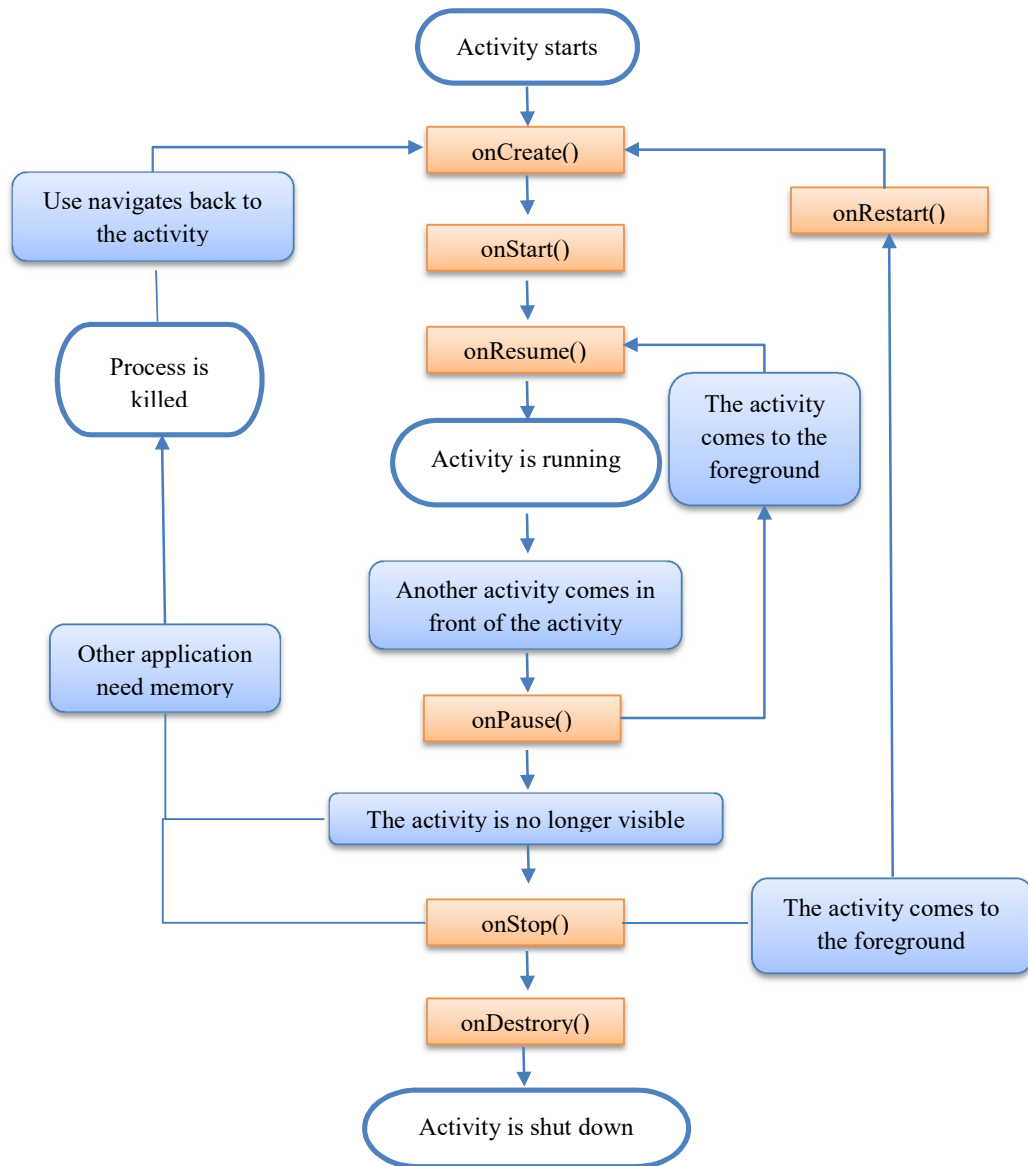 Activity starts
onCreate()
Use navigates back to
the activity
onRestart()
onStart()
onResume()
Process is
killed
The activity
comes to the
foreground
Activity is running
Another activity comes in
front of the activity
Other application
need memory
onPause()
The activity is no longer visible
onStop()
The activity comes to
the foreground
onDestrory()
Activity is shut down